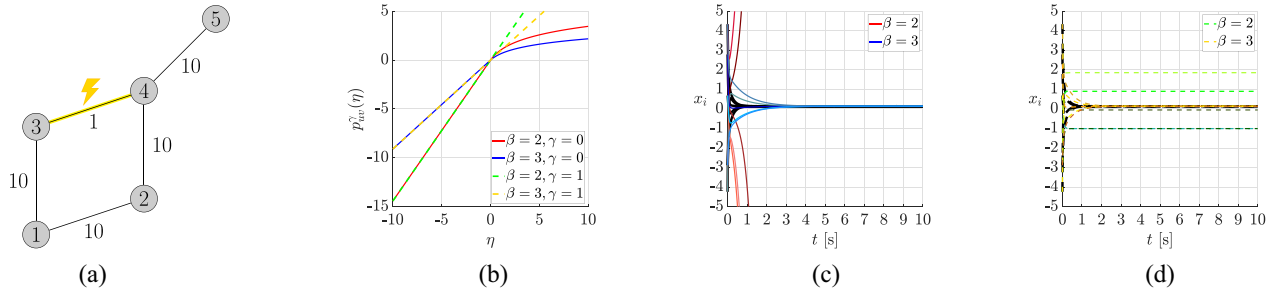 5
10
4
3
1
10
10
2
1
10
(a)
5
0
-5
-10
-15
-10
-5
0
5
10
p^γ_uv(η)
η
β = 2, γ = 0
β = 3, γ = 0
β = 2, γ = 1
β = 3, γ = 1
(b)
5
4
3
2
1
0
-1
-2
-3
-4
-5
0 1 2 3 4 5 6 7 8 9 10
x_i
t [s]
β = 2
β = 3
(c)
5
4
3
2
1
0
-1
-2
-3
-4
-5
0 1 2 3 4 5 6 7 8 9 10
x_i
t [s]
β = 2
β = 3
(d)